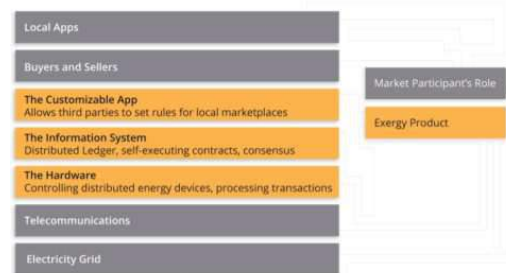 Local Apps
Buyers and Sellers
The Customizable App
Allows third parties to set rules for local marketplaces
The Information System
Distributed Ledger, self-executing contracts, consensus
The Hardware
Controlling distributed energy devices, processing transactions
Telecommunications
Electricity Grid
Market Participant's Role
Exergy Product